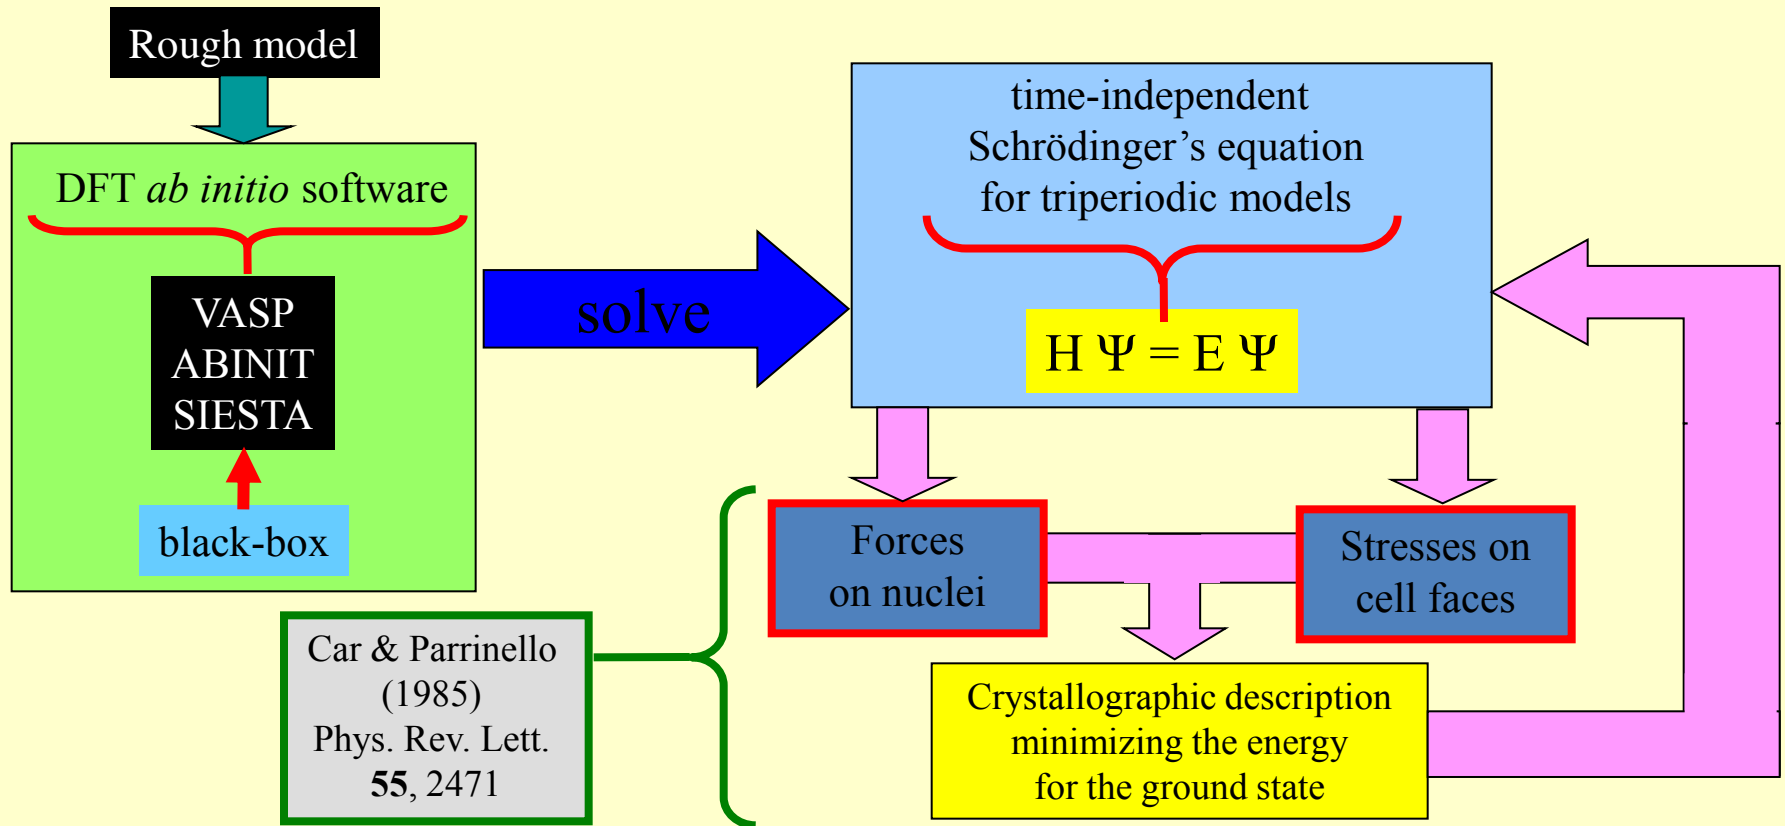 Rough model
DFT ab initio software
VASP
ABINIT
SIESTA
black-box
solve
time-independent
Schrödinger’s equation
for triperiodic models
H Ψ = E Ψ
Forces
on nuclei
Stresses on
cell faces
Car & Parrinello
(1985)
Phys. Rev. Lett.
55, 2471
Crystallographic description
minimizing the energy
for the ground state